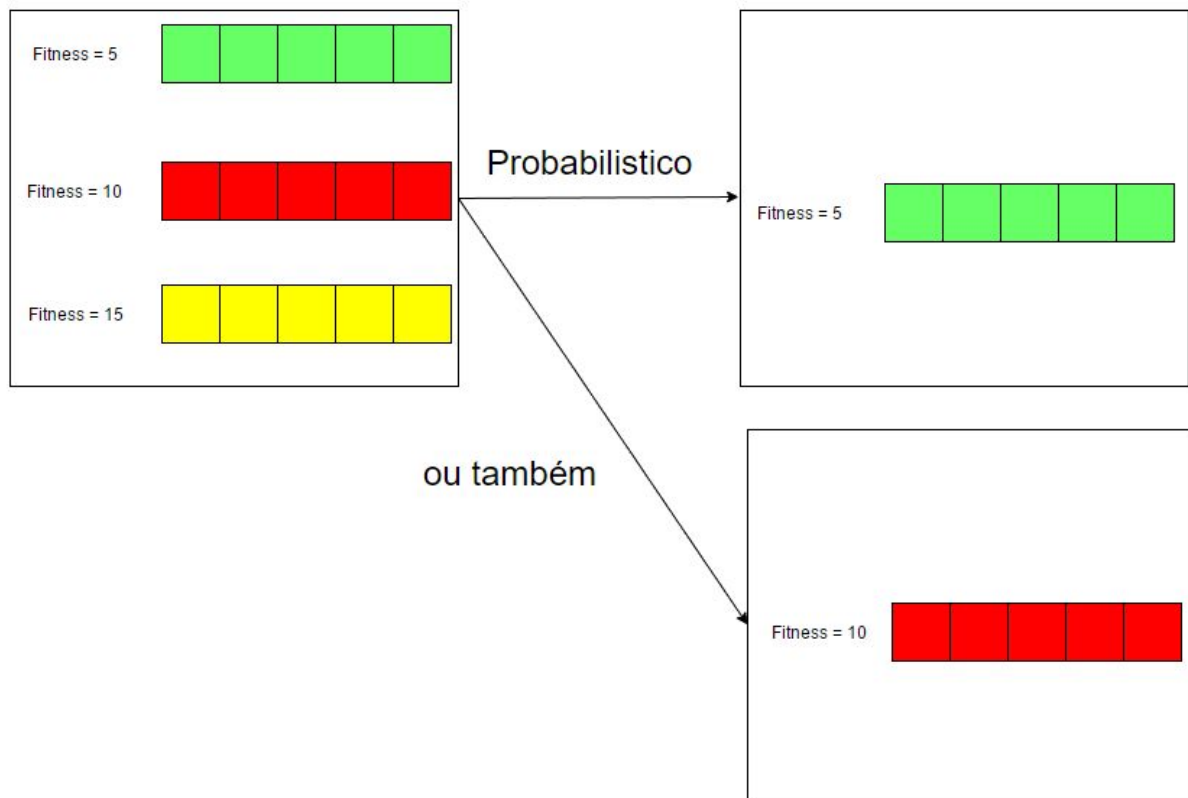 Fitness = 5
Fitness = 10
Fitness = 15
Probabilistico
Fitness = 5
ou também
Fitness = 10